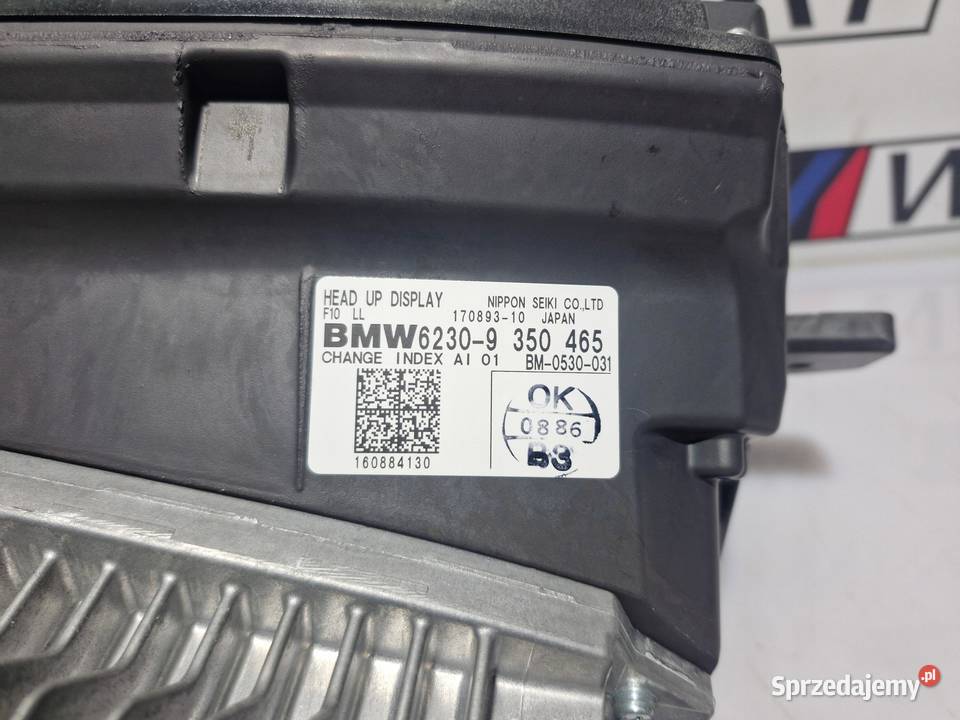 HEAD UP DISPLAY NIPPON SEIKI CO.,LTD
F10 LL 170893-10 JAPAN
BMW6230-9 350 465
CHANGE INDEX AI 01 BM-0530-031
160884130
OK
0886
B3
Sprzedajemy.pl